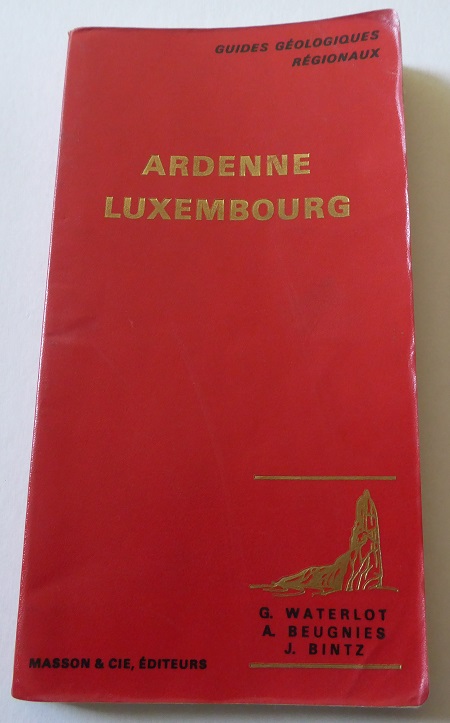 GUIDES GÉOLOGIQUES
RÉGIONAUX
ARDENNE
LUXEMBOURG
G. WATERLOT
A. BEUGNIES
J. BINTZ
MASSON & CIE, ÉDITEURS